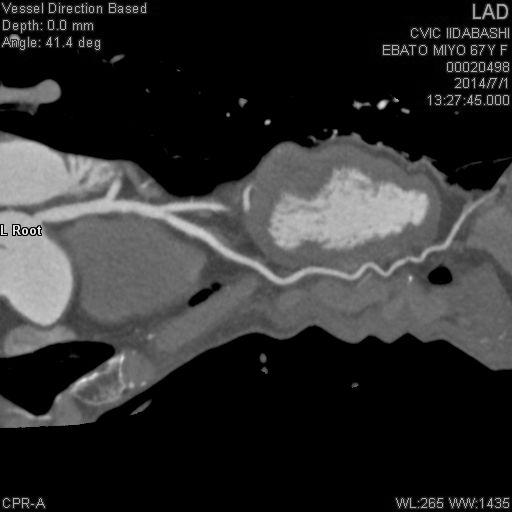 Vessel Direction Based
Depth: 0.0 mm
Angle: 41.4 deg
LAD
CVIC IIDABASHI
EBATO MIYO 67Y F
00020498
2014/7/1
13:27:45.000
L Root
CPR-A
WL:265 WW:1435